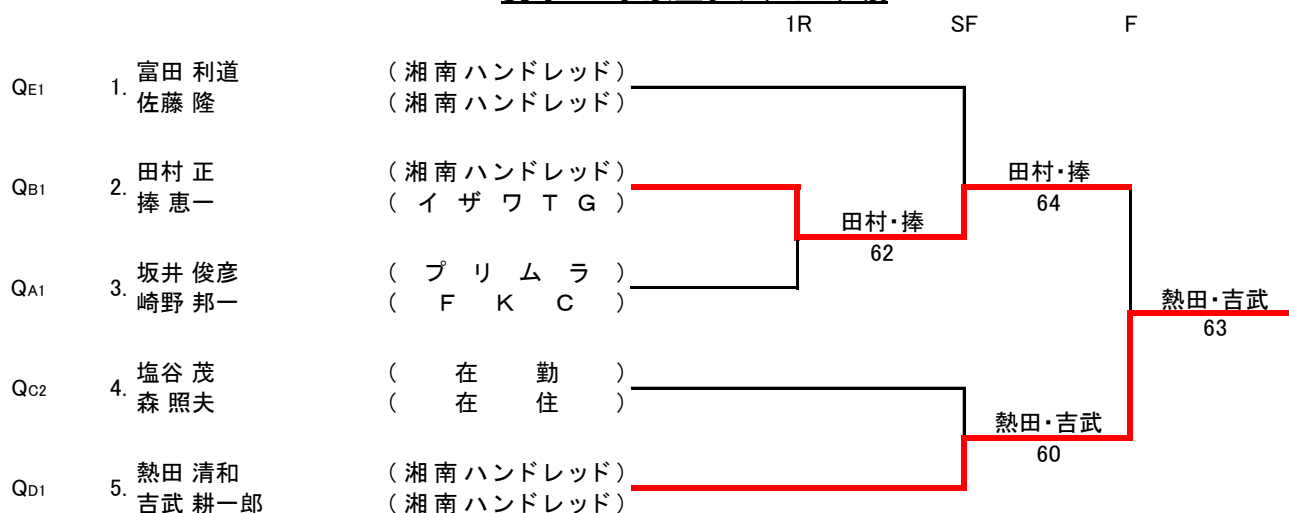 1R SF F
QE1 1. 富田 利道 (湘南ハンドレッド)
佐藤 隆 (湘南ハンドレッド)
QB1 2. 田村 正 (湘南ハンドレッド)
捧 恵一 (イザワTG)
田村・捧
64
田村・捧
62
QA1 3. 坂井 俊彦 (プリムラ)
崎野 邦一 (FKC)
熱田・吉武
63
QC2 4. 塩谷 茂 (在勤)
森 照夫 (在住)
熱田・吉武
60
QD1 5. 熱田 清和 (湘南ハンドレッド)
吉武 耕一郎 (湘南ハンドレッド)